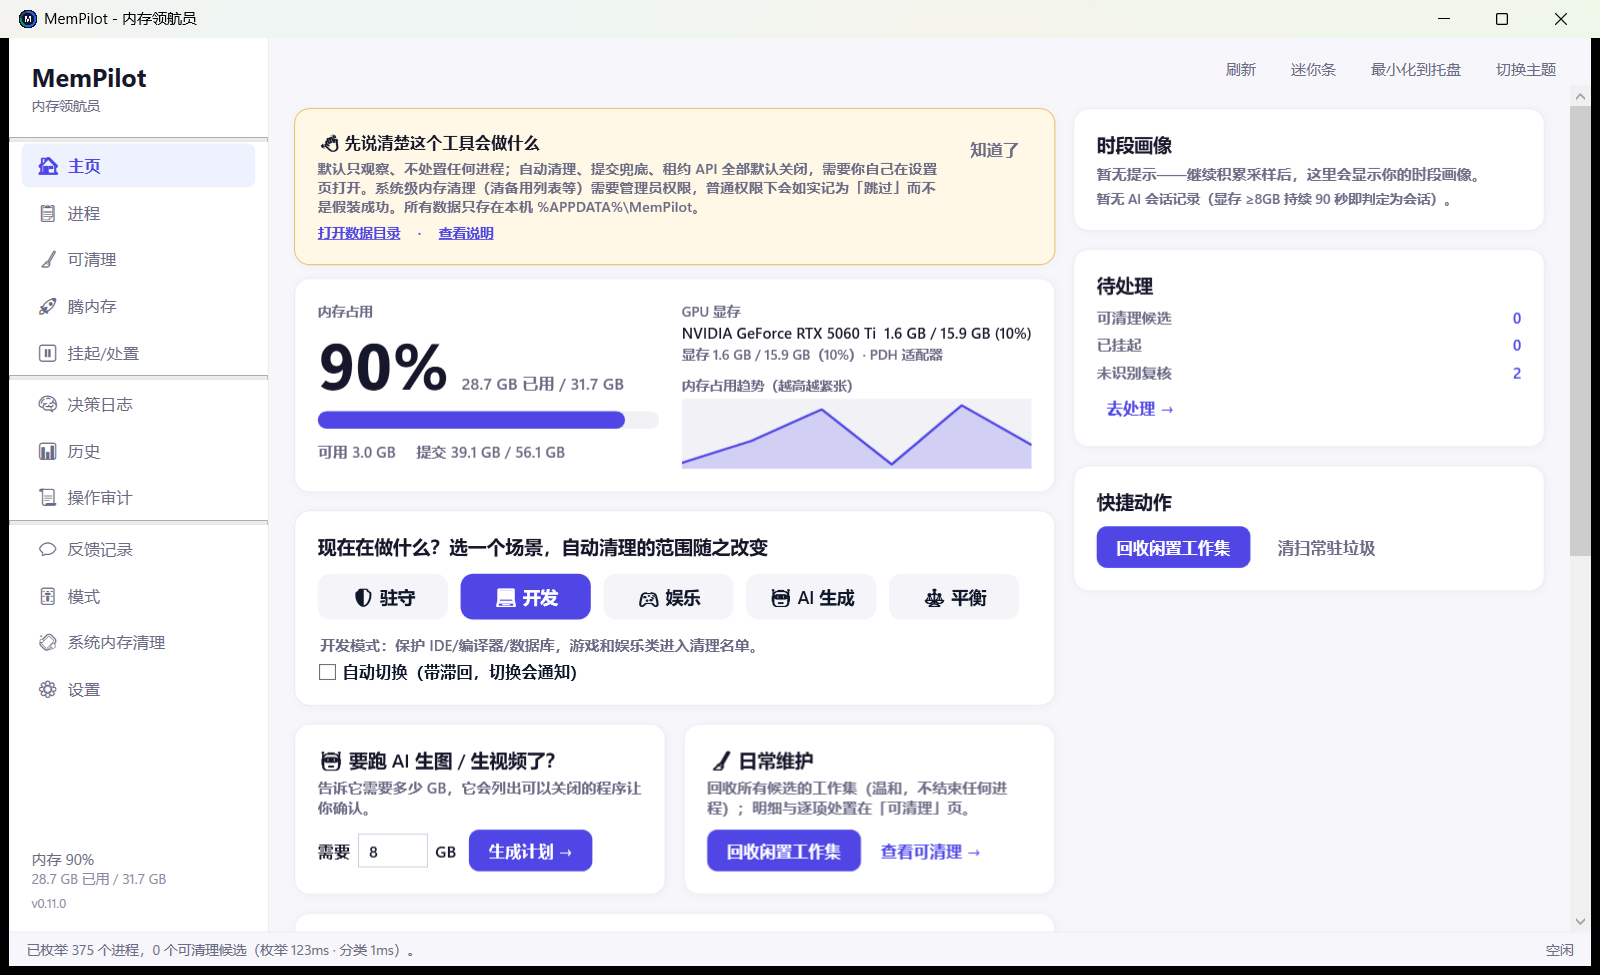 MemPilot - 内存领航员
MemPilot
内存领航员
主页
进程
可清理
腾内存
挂起/处置
决策日志
历史
操作审计
反馈记录
模式
系统内存清理
设置
内存 90%
28.7 GB 已用 / 31.7 GB
v0.11.0
刷新
迷你条
最小化到托盘
切换主题
先说清楚这个工具会做什么
知道了
默认只观察、不处置任何进程；自动清理、提交兜底、租约 API 全部默认关闭，需要你自己在设置
页打开。系统级内存清理（清备用列表等）需要管理员权限，普通权限下会如实记为「跳过」而不
是假装成功。所有数据只存在本机 %APPDATA%\MemPilot。
打开数据目录 · 查看说明
内存占用
90%
28.7 GB 已用 / 31.7 GB
可用 3.0 GB 提交 39.1 GB / 56.1 GB
GPU 显存
NVIDIA GeForce RTX 5060 Ti 1.6 GB / 15.9 GB (10%)
显存 1.6 GB / 15.9 GB（10%）· PDH 适配器
内存占用趋势（越高越紧张）
现在在做什么？选一个场景，自动清理的范围随之改变
驻守
开发
娱乐
AI 生成
平衡
开发模式：保护 IDE/编译器/数据库，游戏和娱乐类进入清理名单。
自动切换（带滞回，切换会通知）
要跑 AI 生图 / 生视频了？
告诉它需要多少 GB，它会列出可以关闭的程序让
你确认。
需要 8 GB 生成计划 →
日常维护
回收所有候选的工作集（温和，不结束任何进
程）；明细与逐项处置在「可清理」页。
回收闲置工作集 查看可清理 →
时段画像
暂无提示——继续积累采样后，这里会显示你的时段画像。
暂无 AI 会话记录（显存 ≥8GB 持续 90 秒即判定为会话）。
待处理
可清理候选 0
已挂起 0
未识别复核 2
去处理 →
快捷动作
回收闲置工作集 清扫常驻垃圾
已枚举 375 个进程，0 个可清理候选（枚举 123ms · 分类 1ms）。
空闲